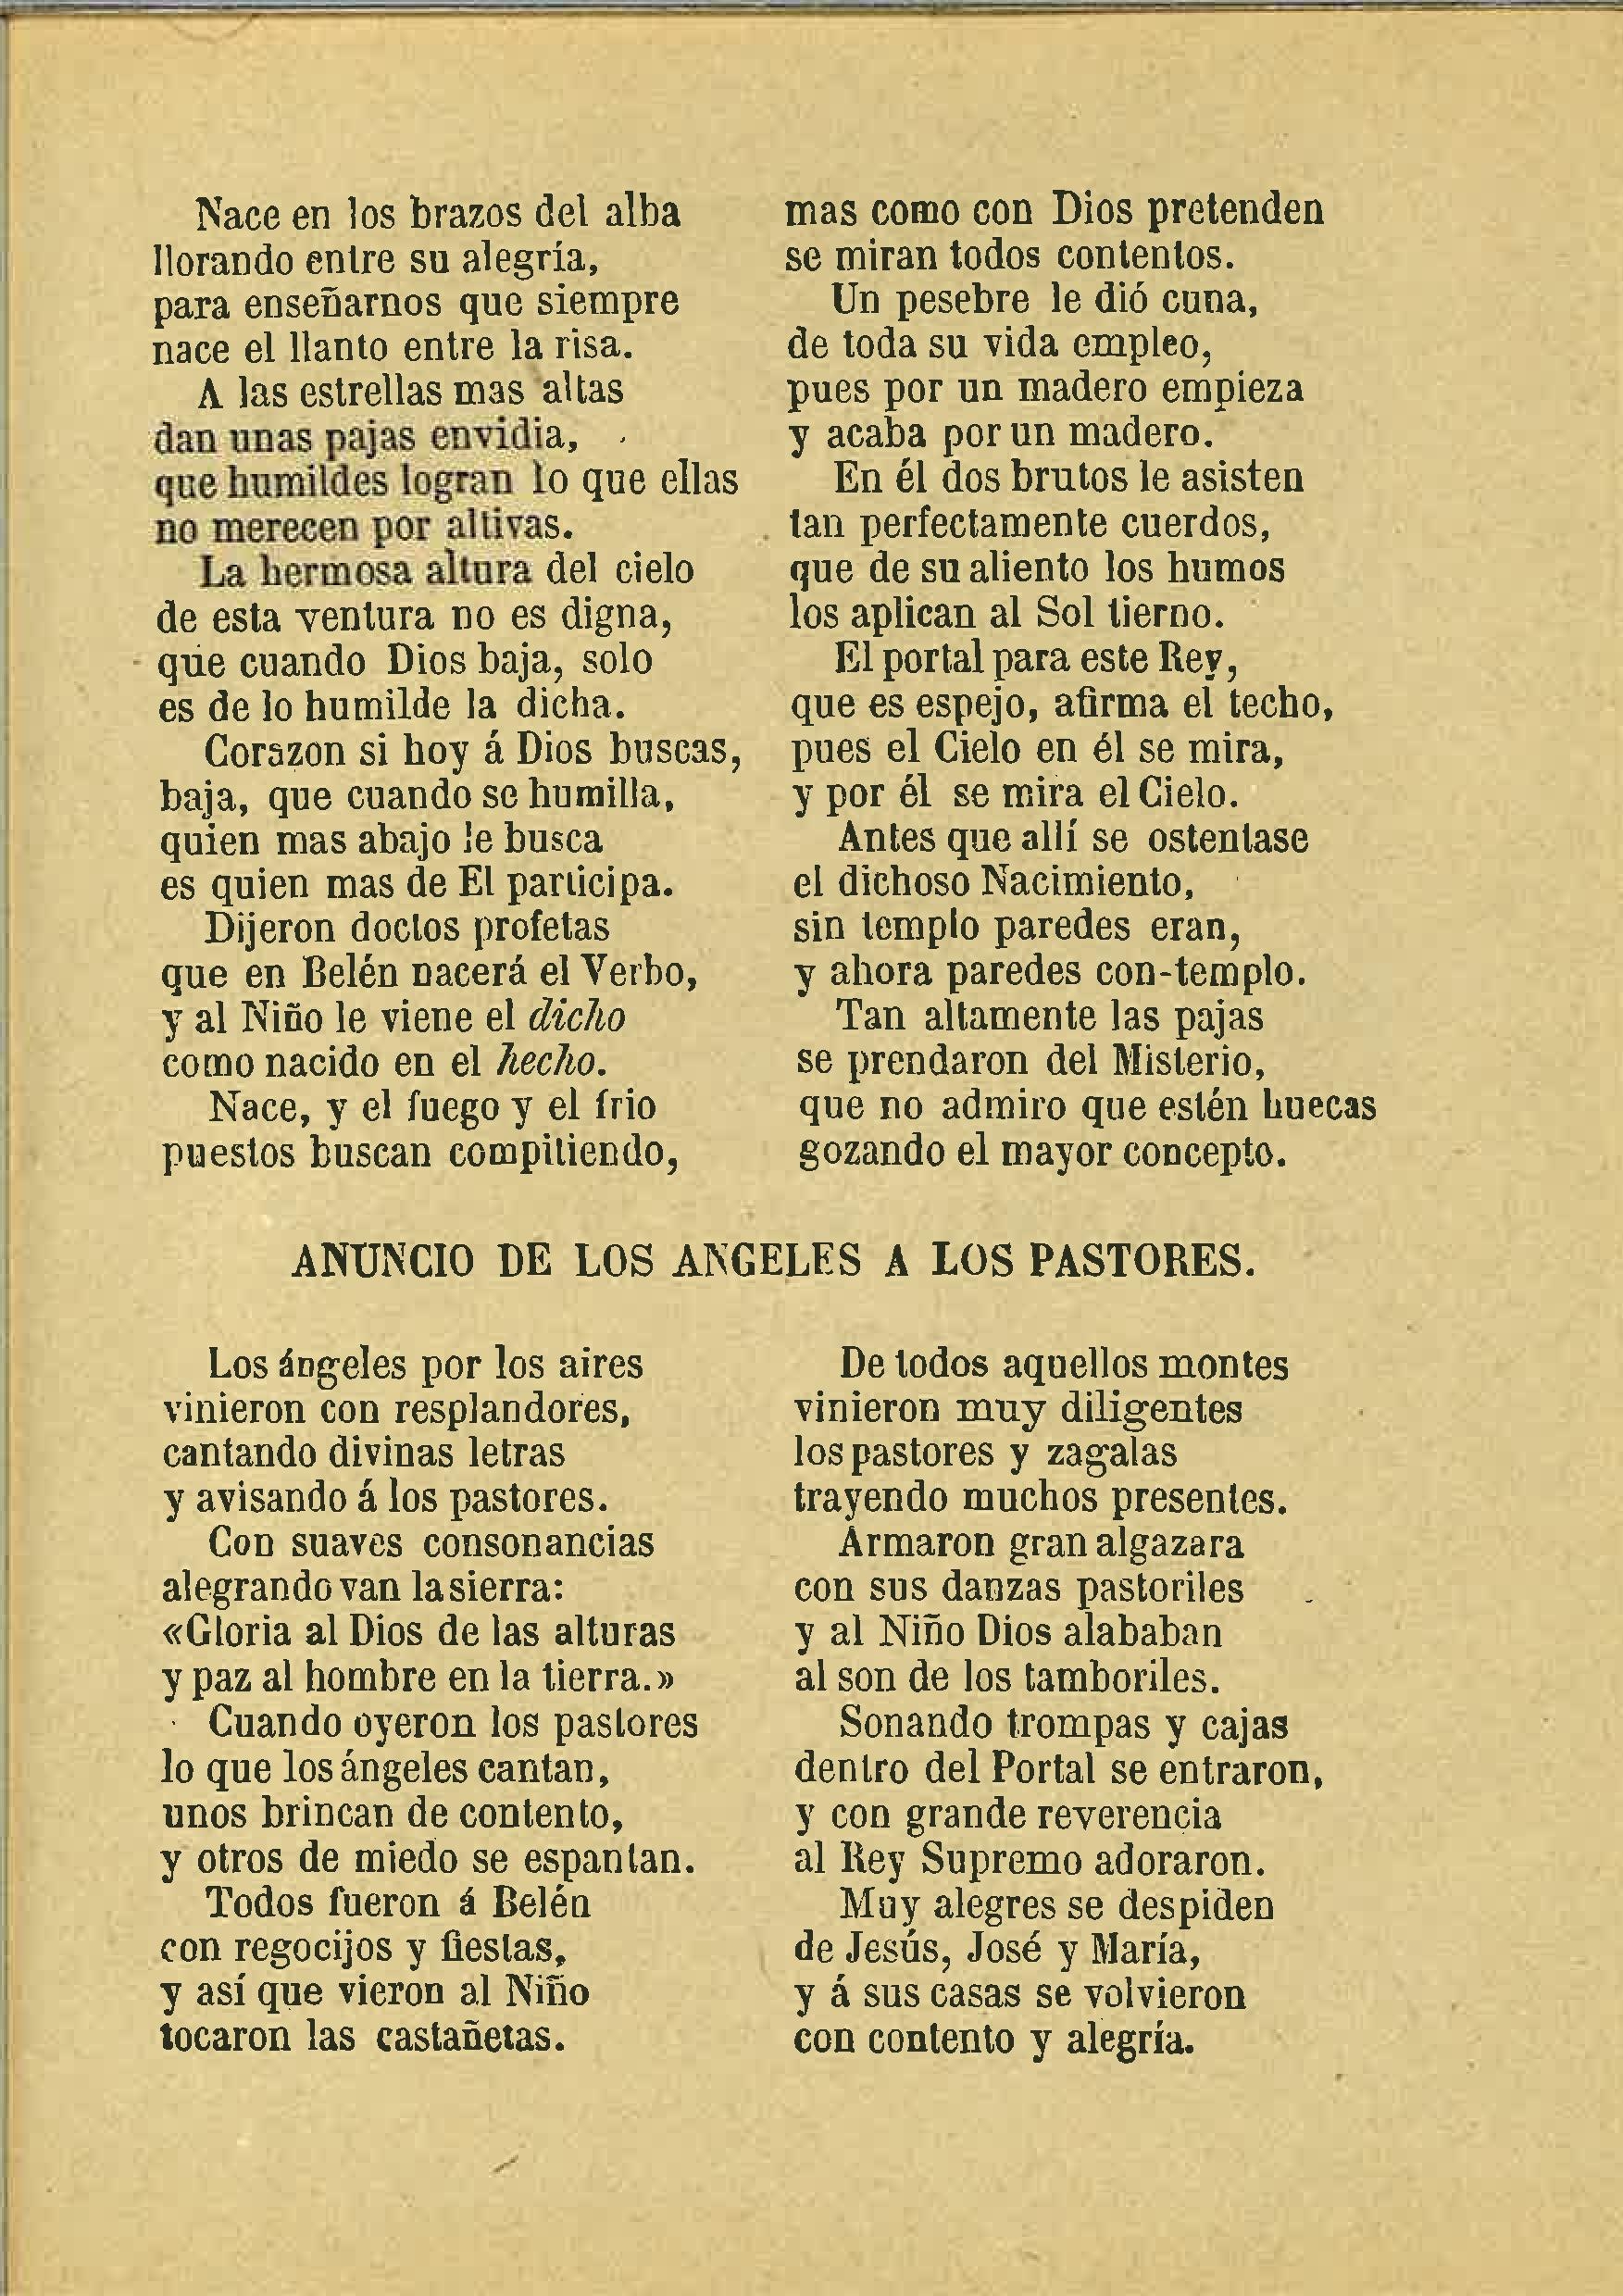 Nace en los brazos del alba
llorando entre su alegría,
para enseñarnos que siempre
nace el llanto entre la risa.
A las estrellas mas altas
dan unas pajas envidia,
que humildes logran lo que ellas
no merecen por altivas.
La hermosa altura del cielo
de esta ventura no es digna,
que cuando Dios baja, solo
es de lo humilde la dicha.
Corazon si hoy á Dios buscas,
baja, que cuando se humilla,
quien mas abajo le busca
es quien mas de El participa.
Dijeron doctos profetas
que en Belén nacerá el Verbo,
y al Niño le viene el dicho
como nacido en el hecho.
Nace, y el fuego y el frio
puestos buscan compitiendo,
mas como con Dios pretenden
se miran todos contentos.
Un pesebre le dió cuna,
de toda su vida empleo,
pues por un madero empieza
y acaba por un madero.
En él dos brutos le asisten
tan perfectamente cuerdos,
que de su aliento los humos
los aplican al Sol tierno.
El portal para este Rey,
que es espejo, afirma el techo,
pues el Cielo en él se mira,
y por él se mira el Cielo.
Antes que allí se ostentase
el dichoso Nacimiento,
sin templo paredes eran,
y ahora paredes con-templo.
Tan altamente las pajas
se prendaron del Misterio,
que no admiro que estén huecas
gozando el mayor concepto.
ANUNCIO DE LOS ANGELES A LOS PASTORES.
Los ángeles por los aires
vinieron con resplandores,
cantando divinas letras
y avisando á los pastores.
Con suaves consonancias
alegrando van la sierra:
«Gloria al Dios de las alturas
y paz al hombre en la tierra.»
Cuando oyeron los pastores
lo que los ángeles cantan,
unos brincan de contento,
y otros de miedo se espantan.
Todos fueron á Belén
con regocijos y fiestas,
y así que vieron al Niño
tocaron las castañetas.
De todos aquellos montes
vinieron muy diligentes
los pastores y zagalas
trayendo muchos presentes.
Armaron gran algazara
con sus danzas pastoriles
y al Niño Dios alababan
al son de los tamboriles.
Sonando trompas y cajas
dentro del Portal se entraron,
y con grande reverencia
al Rey Supremo adoraron.
Muy alegres se despiden
de Jesús, José y María,
y á sus casas se volvieron
con contento y alegría.